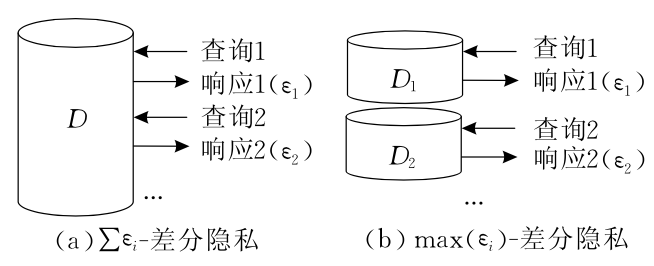 D
查询1
响应1(ε₁)
查询2
响应2(ε₂)
...
(a)∑εᵢ-差分隐私
D₁
查询1
响应1(ε₁)
D₂
查询2
响应2(ε₂)
...
(b) max(εᵢ)-差分隐私